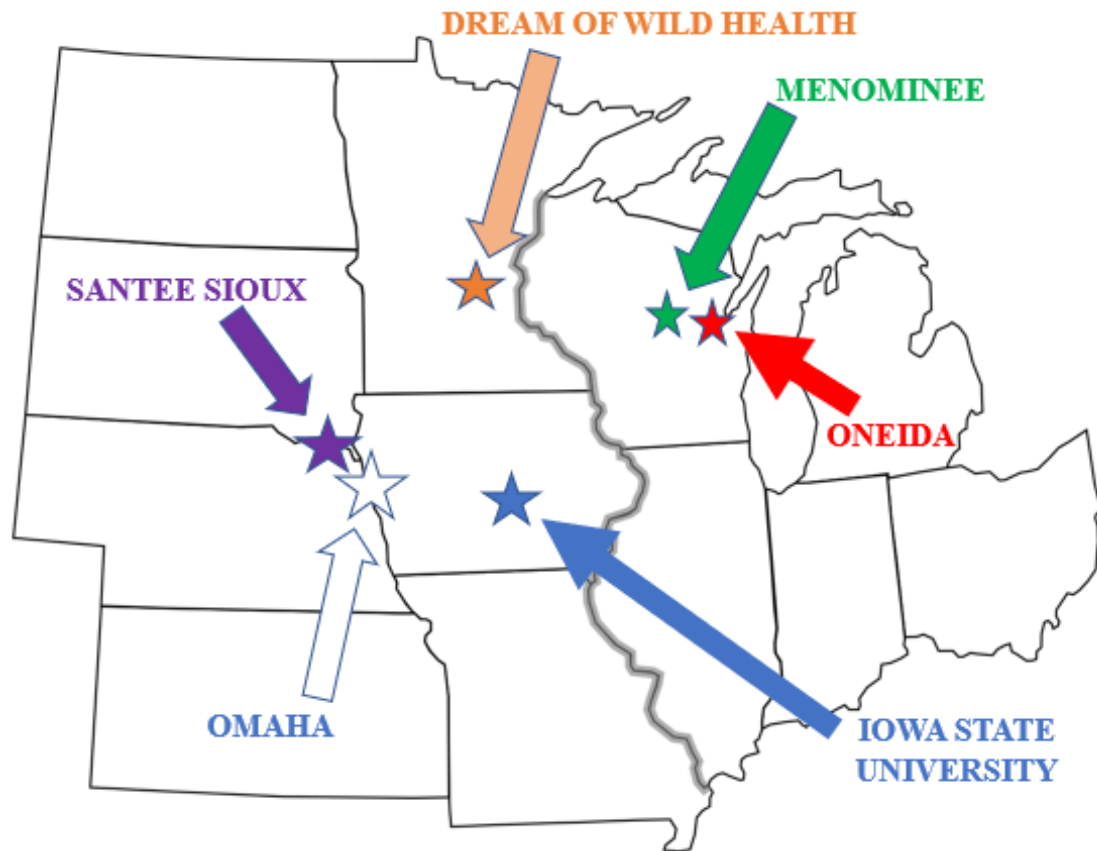 DREAM OF WILD HEALTH
MENOMINEE
SANTEE SIOUX
ONEIDA
OMAHA
IOWA STATE
UNIVERSITY